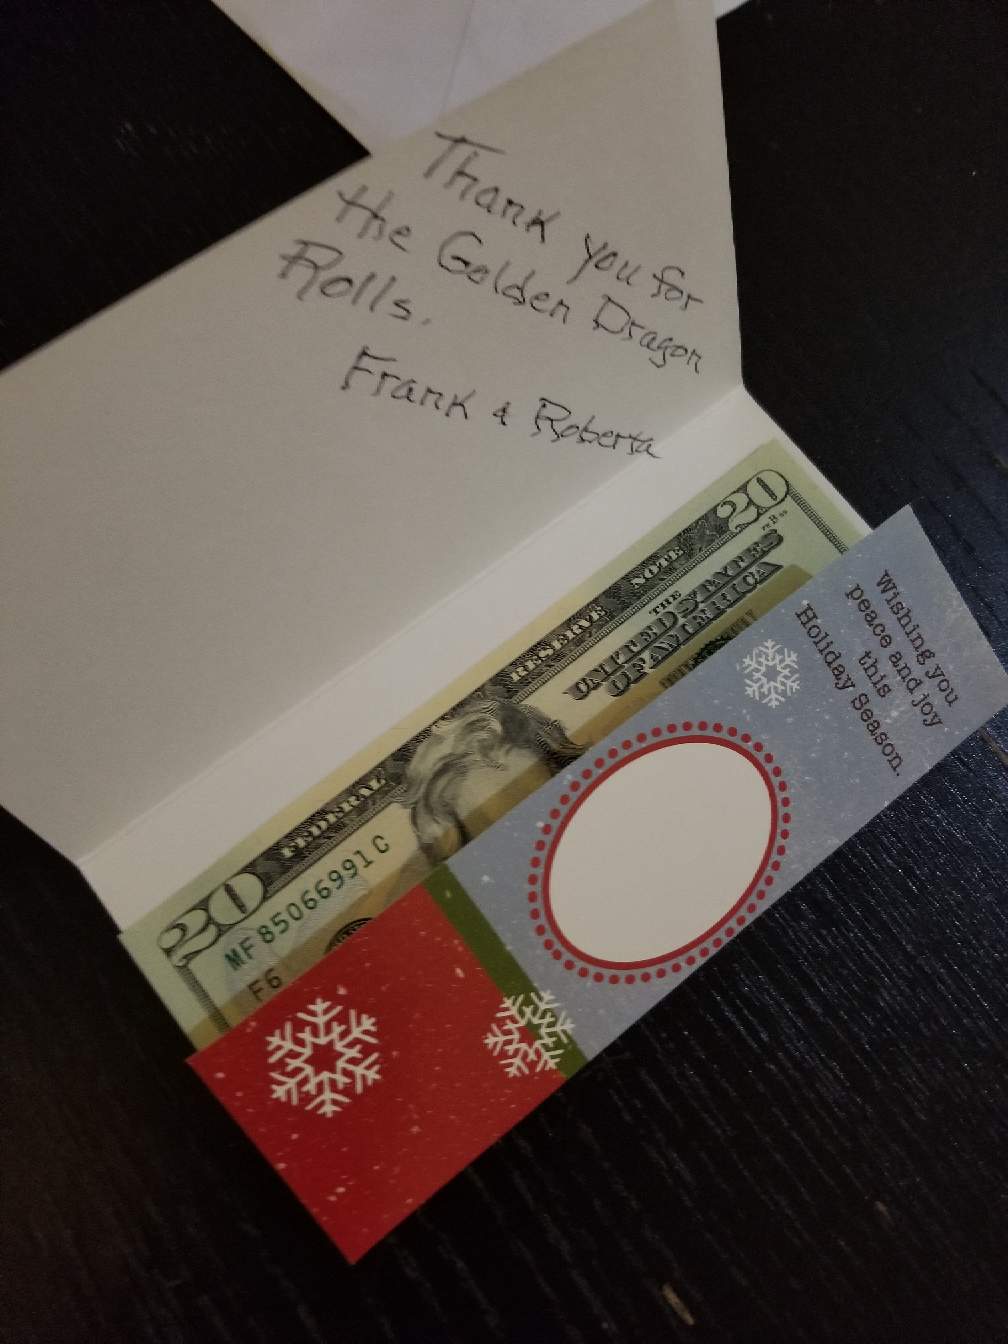 Thank you for
the Golden Dragon
Rolls.
Frank & Roberta
FEDERAL RESERVE NOTE
20
20
THE
UNITED STATES
OF AMERICA
MF 85066991 C
F6
Wishing you
peace and joy
this
Holiday Season.